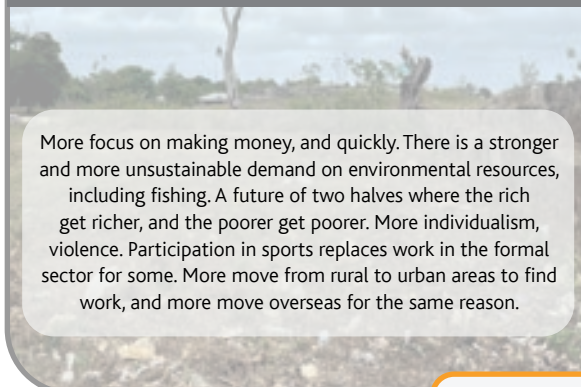 More focus on making money, and quickly. There is a stronger
and more unsustainable demand on environmental resources,
including fishing. A future of two halves where the rich
get richer, and the poorer get poorer. More individualism,
violence. Participation in sports replaces work in the formal
sector for some. More move from rural to urban areas to find
work, and more move overseas for the same reason.